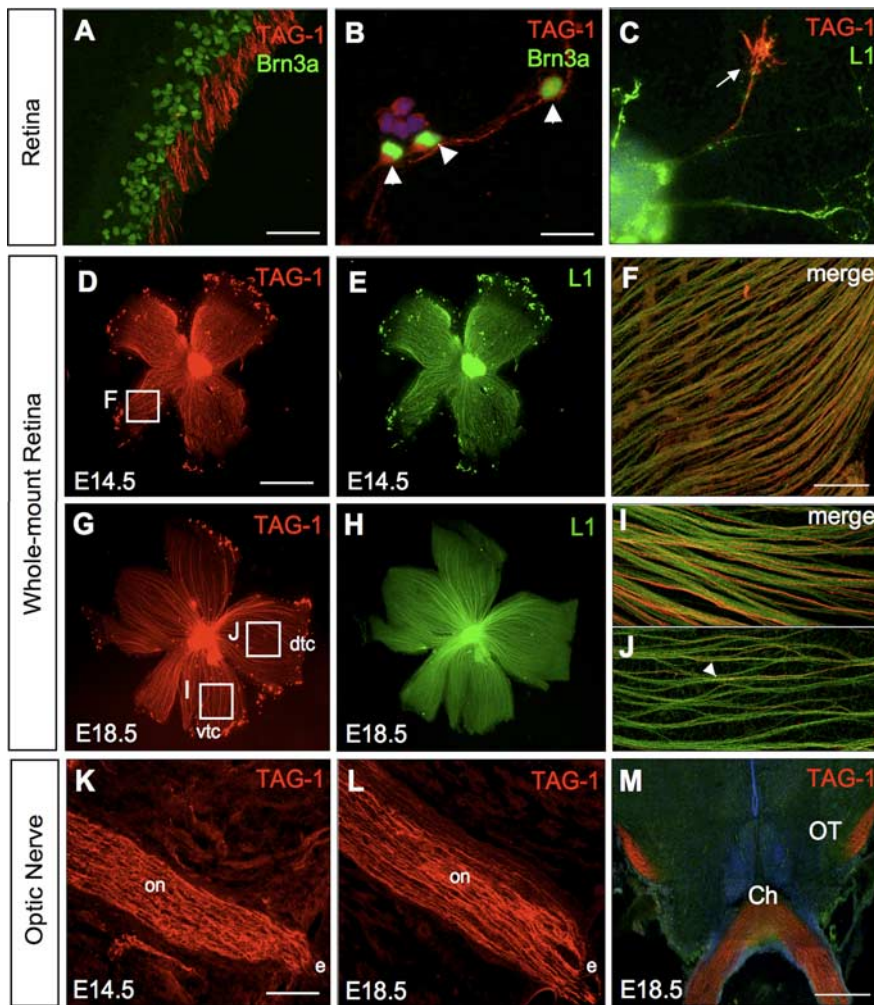 Retina
A
TAG-1
Brn3a
B
TAG-1
Brn3a
C
TAG-1
L1
Whole-mount Retina
D
TAG-1
F
E14.5
E
L1
E14.5
F
merge
G
TAG-1
J
dtc
I
vtc
E18.5
H
L1
E18.5
I
merge
J
Optic Nerve
K
TAG-1
on
e
E14.5
L
TAG-1
on
e
E18.5
M
TAG-1
OT
Ch
E18.5